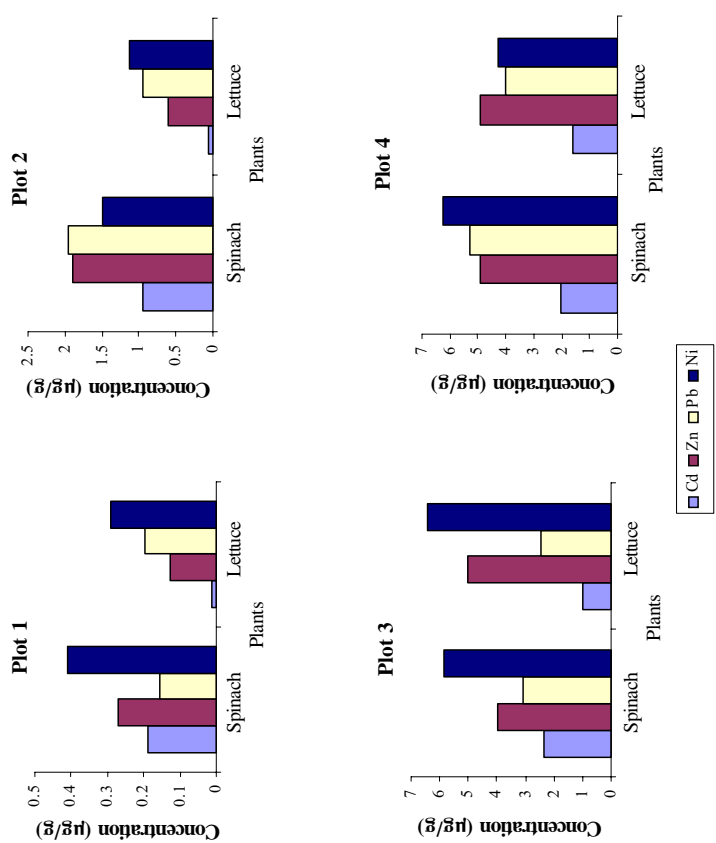 Plot 1
Concentration (µg/g)
0.5
0.4
0.3
0.2
0.1
0
Spinach
Lettuce
Plants
Plot 2
Concentration (µg/g)
2.5
2
1.5
1
0.5
0
Spinach
Lettuce
Plants
Plot 3
Concentration (µg/g)
7
6
5
4
3
2
1
0
Spinach
Lettuce
Plants
Plot 4
Concentration (µg/g)
7
6
5
4
3
2
1
0
Spinach
Lettuce
Plants
Cd Zn Pb Ni